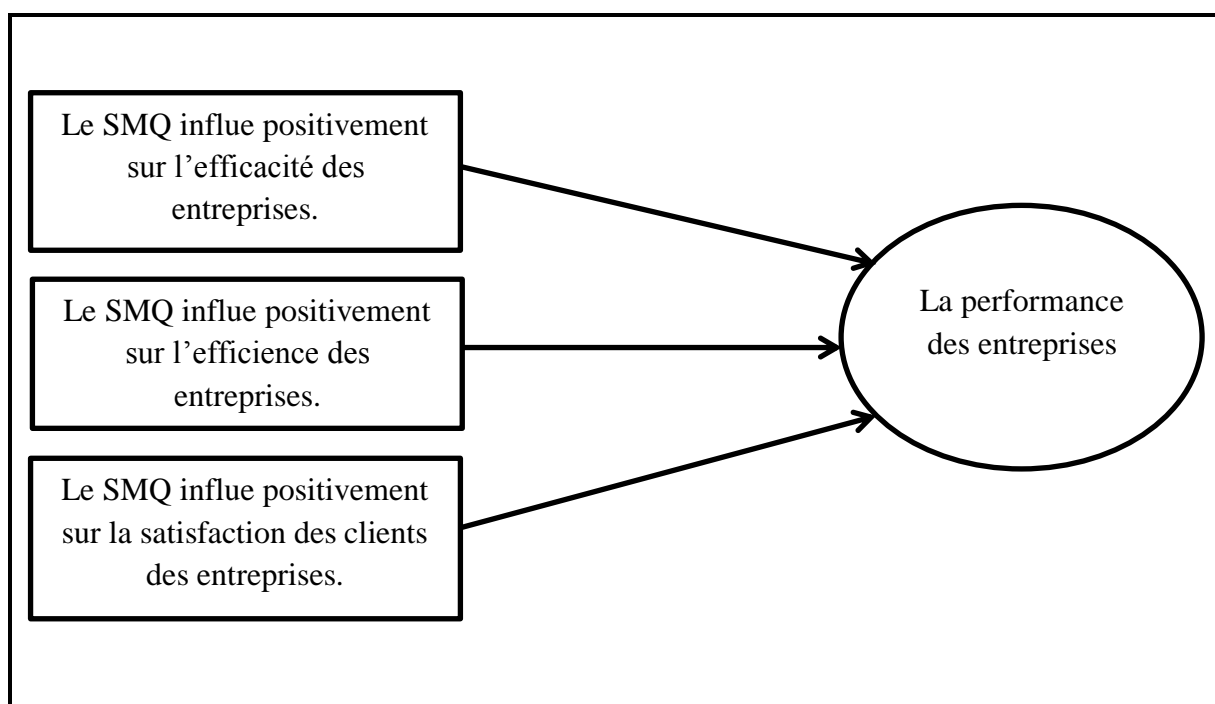 Le SMQ influe positivement
sur l’efficacité des
entreprises.
Le SMQ influe positivement
sur l’efficience des
entreprises.
Le SMQ influe positivement
sur la satisfaction des clients
des entreprises.
La performance
des entreprises